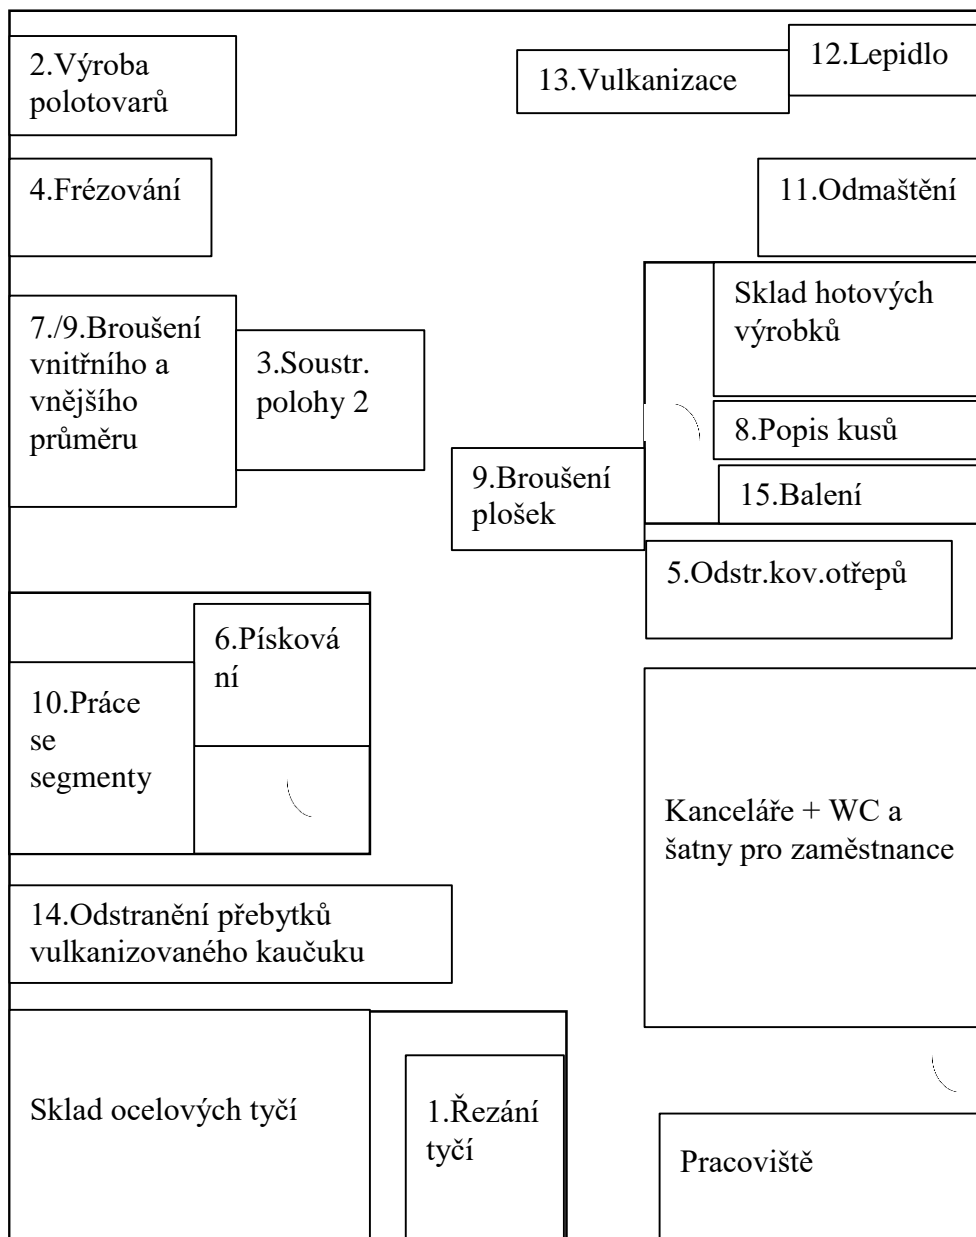 2.Výroba
polotovarů
13.Vulkanizace
12.Lepidlo
4.Frézování
11.Odmaštění
7./9.Broušení
vnitřního a
vnějšího
průměru
3.Soustr.
polohy 2
Sklad hotových
výrobků
8.Popis kusů
9.Broušení
plošek
15.Balení
5.Odstr.kov.otřepů
6.Písková
ní
10.Práce
se
segmenty
Kanceláře + WC a
šatny pro zaměstnance
14.Odstranění přebytků
vulkanizovaného kaučuku
Sklad ocelových tyčí
1.Řezání
tyčí
Pracoviště